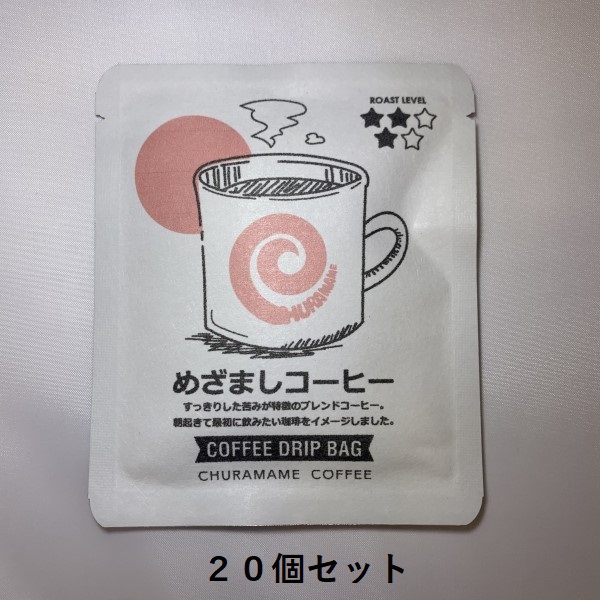 ROAST LEVEL
CHURAMAME
めざましコーヒー
すっきりした苦みが特徴のブレンドコーヒー。
朝起きて最初に飲みたい珈琲をイメージしました。
COFFEE DRIP BAG
CHURAMAME COFFEE
２０個セット